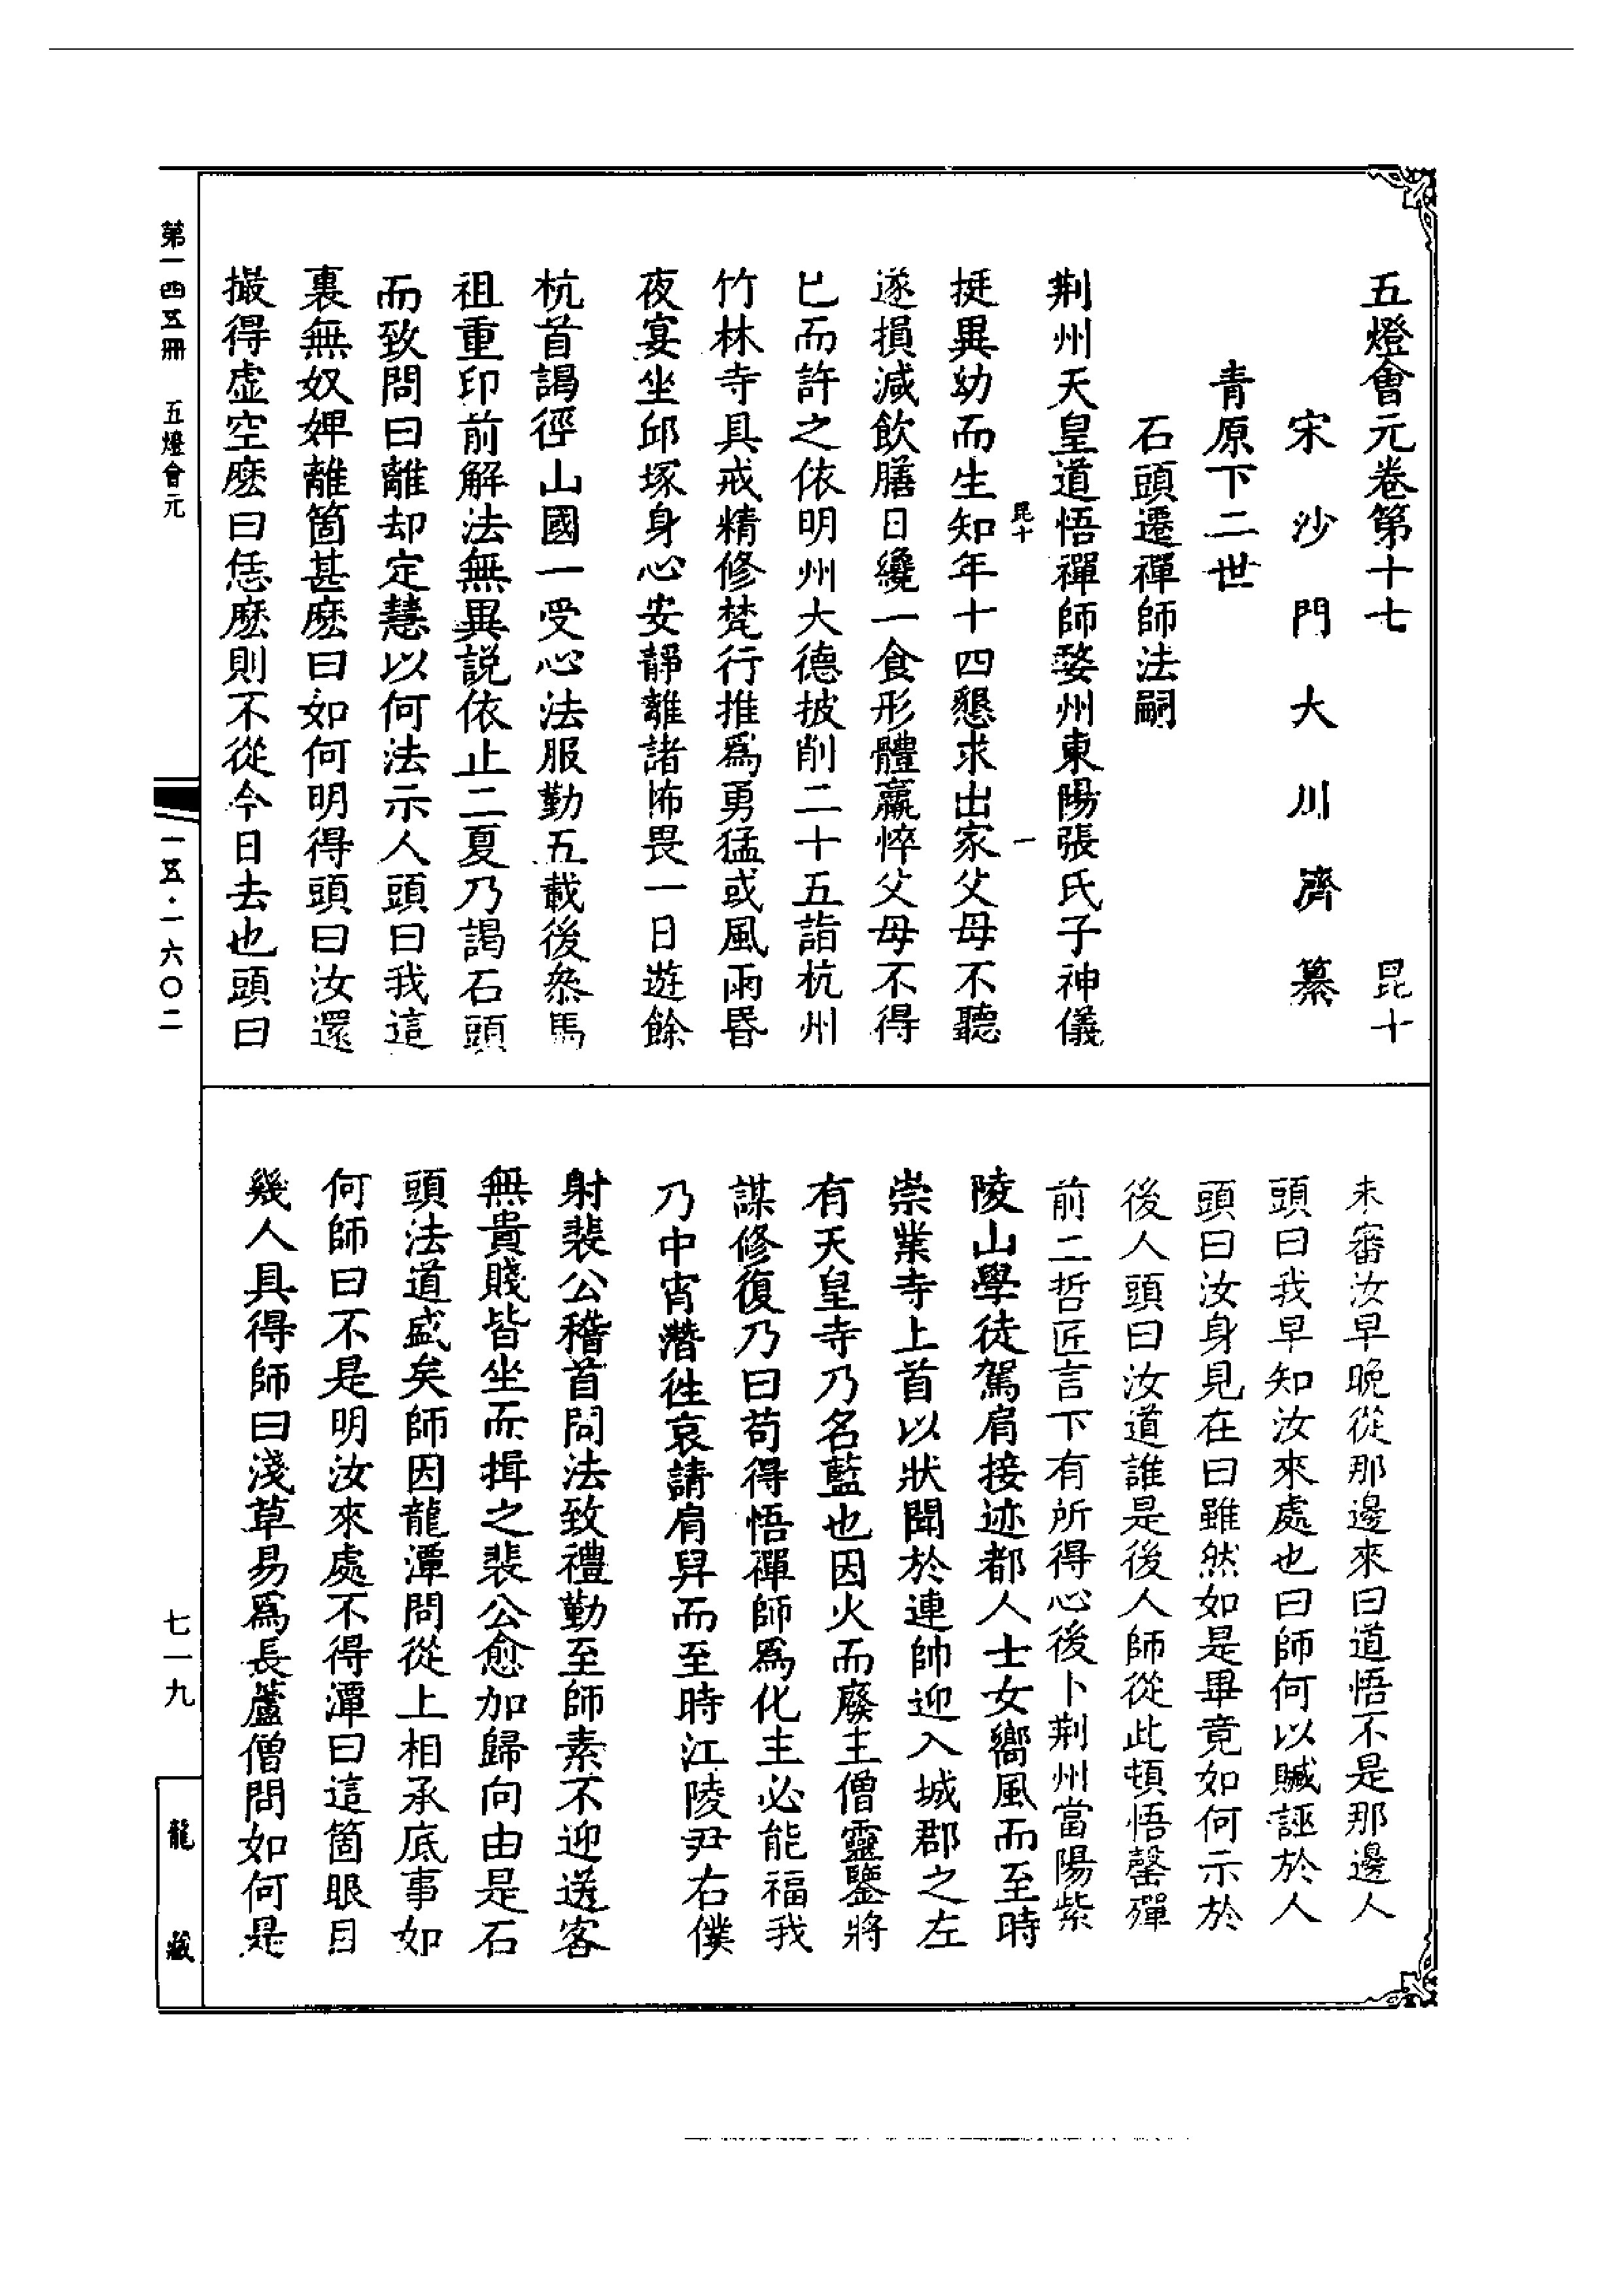 五燈會元卷第十七 昆十
宋沙門大川濟纂
青原下二世
石頭遷禪師法嗣
荆州天皇道悟禪師婺州東陽張氏子神儀
昆十 一
挺異幼而生知年十四懇求出家父母不聽
遂損減飲膳日纔一食形體羸悴父母不得
已而許之依明州大德披削二十五詣杭州
竹林寺具戒精修梵行推爲勇猛或風雨昏
夜宴坐邱塚身心安靜離諸怖畏一日遊餘
杭首謁徑山國一受心法服勤五載後叅馬
祖重印前解法無異説依止二夏乃謁石頭
而致問曰離却定慧以何法示人頭曰我這
裏無奴婢離箇甚麽曰如何明得頭曰汝還
撮得虛空麽曰恁麽則不從今日去也頭曰
未審汝早晚從那邊來曰道悟不是那邊人
頭曰我早知汝來處也曰師何以贓誣於人
頭曰汝身見在曰雖然如是畢竟如何示於
後人頭曰汝道誰是後人師從此頓悟罄殫
前二哲匠言下有所得心後卜荆州當陽紫
陵山學徒駕肩接迹都人士女嚮風而至時
崇業寺上首以狀聞於連帥迎入城郡之左
有天皇寺乃名藍也因火而廢主僧靈鑒將
謀修復乃曰苟得悟禪師爲化主必能福我
乃中宵潛徃哀請肩舁而至時江陵尹右僕
射裴公稽首問法致禮勤至師素不迎送客
無貴賤皆坐而揖之裴公愈加歸向由是石
頭法道盛矣師因龍潭問從上相承底事如
何師曰不是明汝來處不得潭曰這箇眼目
幾人具得師曰淺草易爲長蘆僧問如何是
第一四五冊 五燈會元
一五·一六〇二
七一九
龍藏